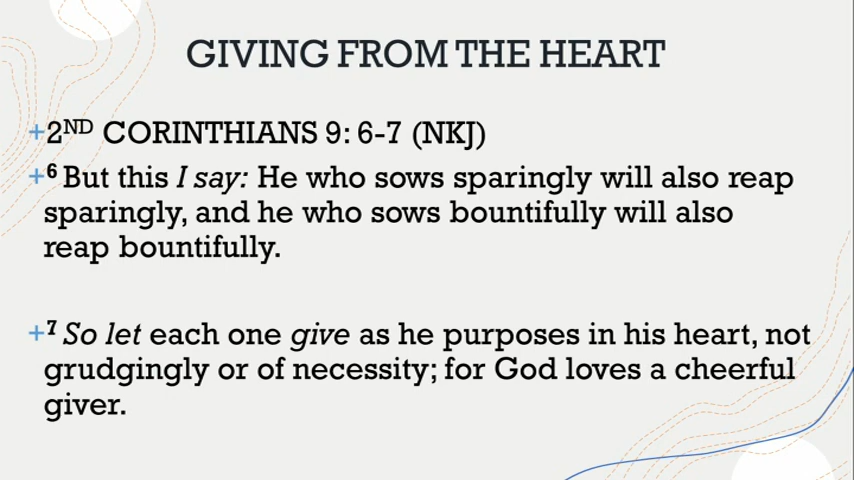 GIVING FROM THE HEART
+2ND CORINTHIANS 9: 6-7 (NKJ)
+6 But this I say: He who sows sparingly will also reap
sparingly, and he who sows bountifully will also
reap bountifully.
+7 So let each one give as he purposes in his heart, not
grudgingly or of necessity; for God loves a cheerful
giver.